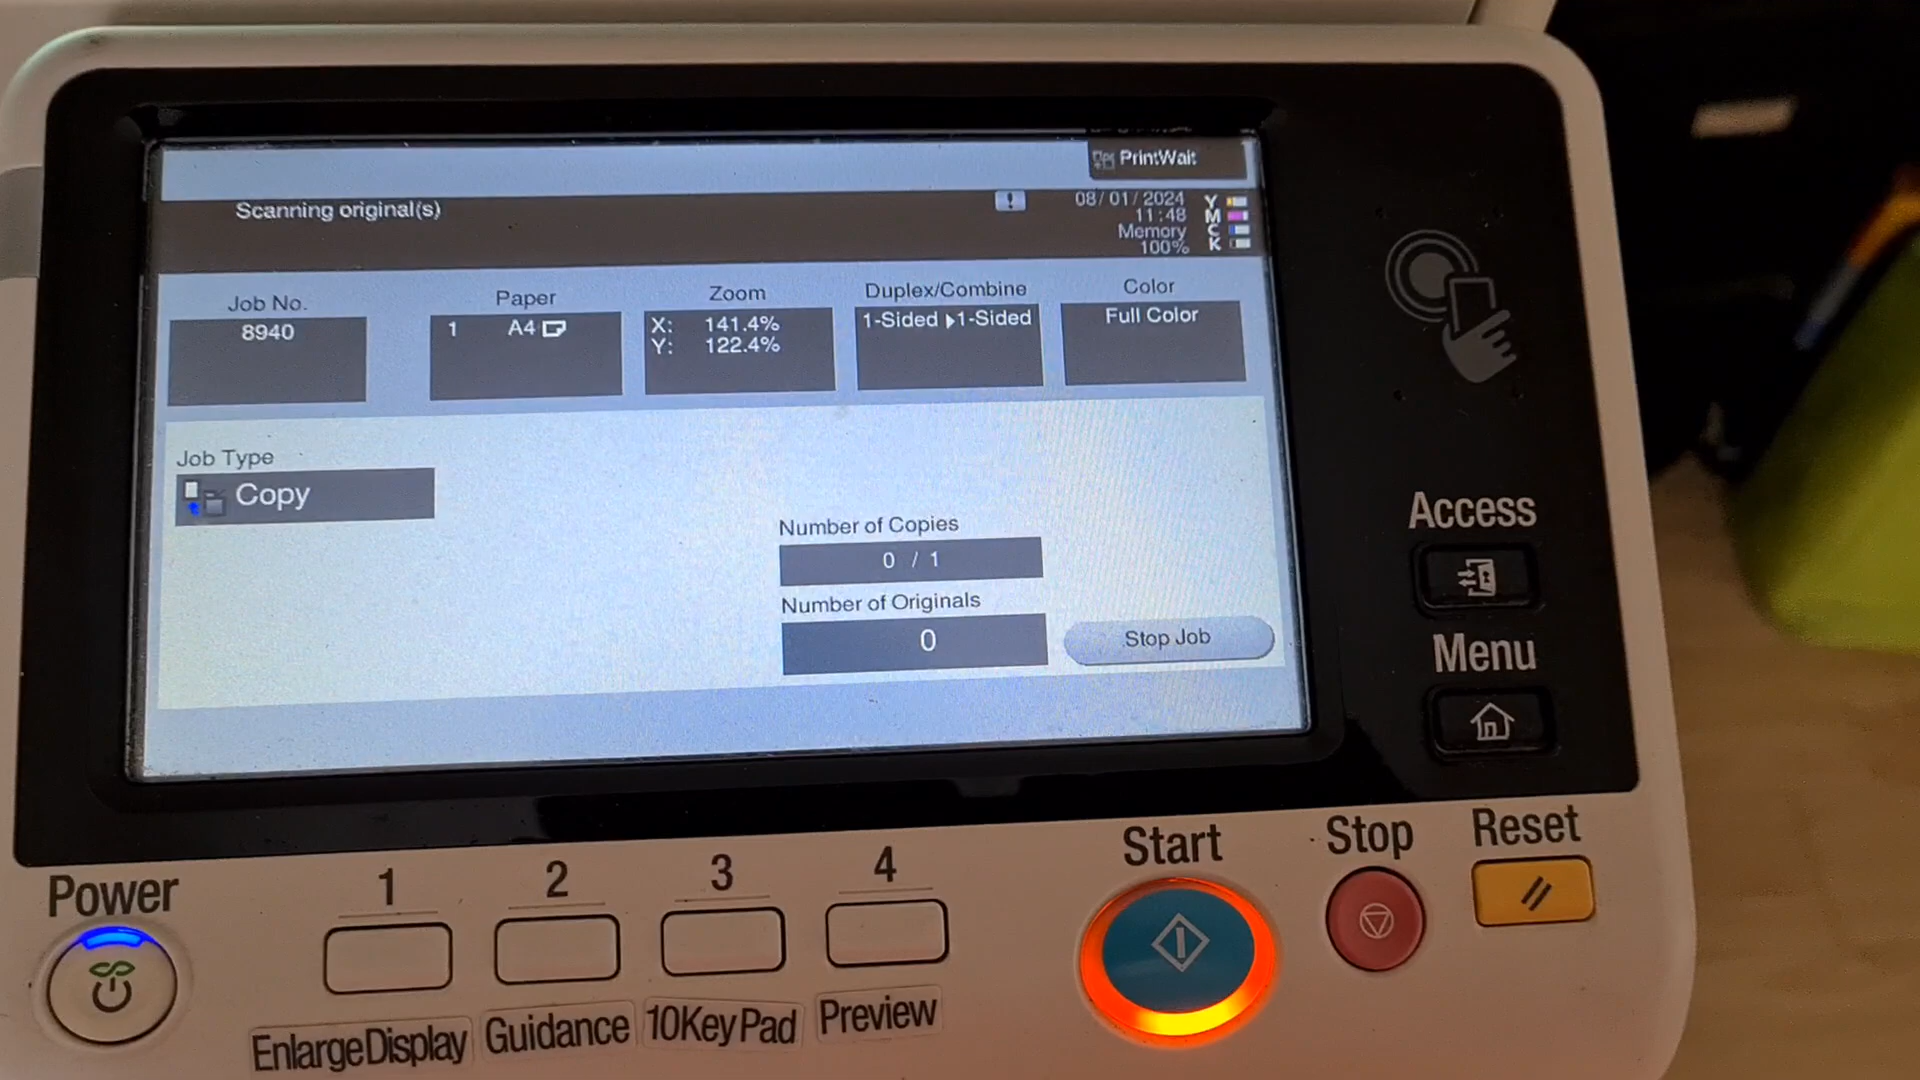 PrintWait
Scanning original(s)
!
08/01/2024
11:48
Memory
100%
Y
M
C
K
Job No.
8940
Paper
1 A4
Zoom
X: 141.4%
Y: 122.4%
Duplex/Combine
1-Sided ▶1-Sided
Color
Full Color
Job Type
Copy
Number of Copies
0 / 1
Number of Originals
0
Stop Job
Access
Menu
Power
1
2
3
4
Start
Stop
Reset
EnlargeDisplay
Guidance
10KeyPad
Preview